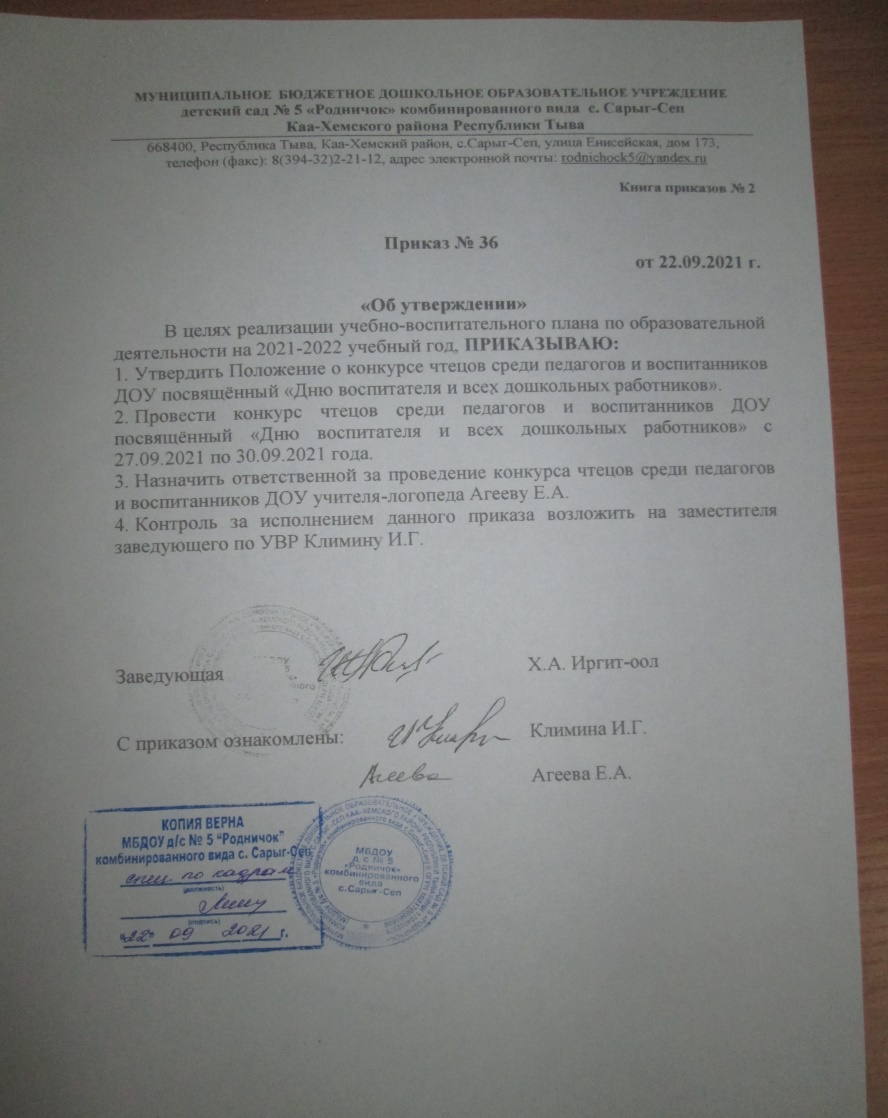 МУНИЦИПАЛЬНОЕ БЮДЖЕТНОЕ ДОШКОЛЬНОЕ ОБРАЗОВАТЕЛЬНОЕ УЧРЕЖДЕНИЕ
детский сад № 5 «Родничок» комбинированного вида с. Сарыг-Сеп
Каа-Хемского района Республики Тыва
668400, Республика Тыва, Каа-Хемский район, с.Сарыг-Сеп, улица Енисейская, дом 173,
телефон (факс): 8(394-32)2-21-12, адрес электронной почты: rodnichock5@yandex.ru
Книга приказов № 2
Приказ № 36
от 22.09.2021 г.
«Об утверждении»
В целях реализации учебно-воспитательного плана по образовательной
деятельности на 2021-2022 учебный год, ПРИКАЗЫВАЮ:
1. Утвердить Положение о конкурсе чтецов среди педагогов и воспитанников
ДОУ посвящённый «Дню воспитателя и всех дошкольных работников».
2. Провести конкурс чтецов среди педагогов и воспитанников ДОУ
посвящённый «Дню воспитателя и всех дошкольных работников» с
27.09.2021 по 30.09.2021 года.
3. Назначить ответственной за проведение конкурса чтецов среди педагогов
и воспитанников ДОУ учителя-логопеда Агееву Е.А.
4. Контроль за исполнением данного приказа возложить на заместителя
заведующего по УВР Климину И.Г.
Заведующая Х.А. Иргит-оол
С приказом ознакомлены: Климина И.Г.
Агеева Агеева Е.А.
КОПИЯ ВЕРНА
МБДОУ д/с № 5 "Родничок"
комбинированного вида с. Сарыг-Сеп
спец по кадрам
(должность)
(подпись)
"22" 09 2021 г.
МБДОУ
д/с № 5
«Родничок»
комбинированного
вида
с.Сарыг-Сеп